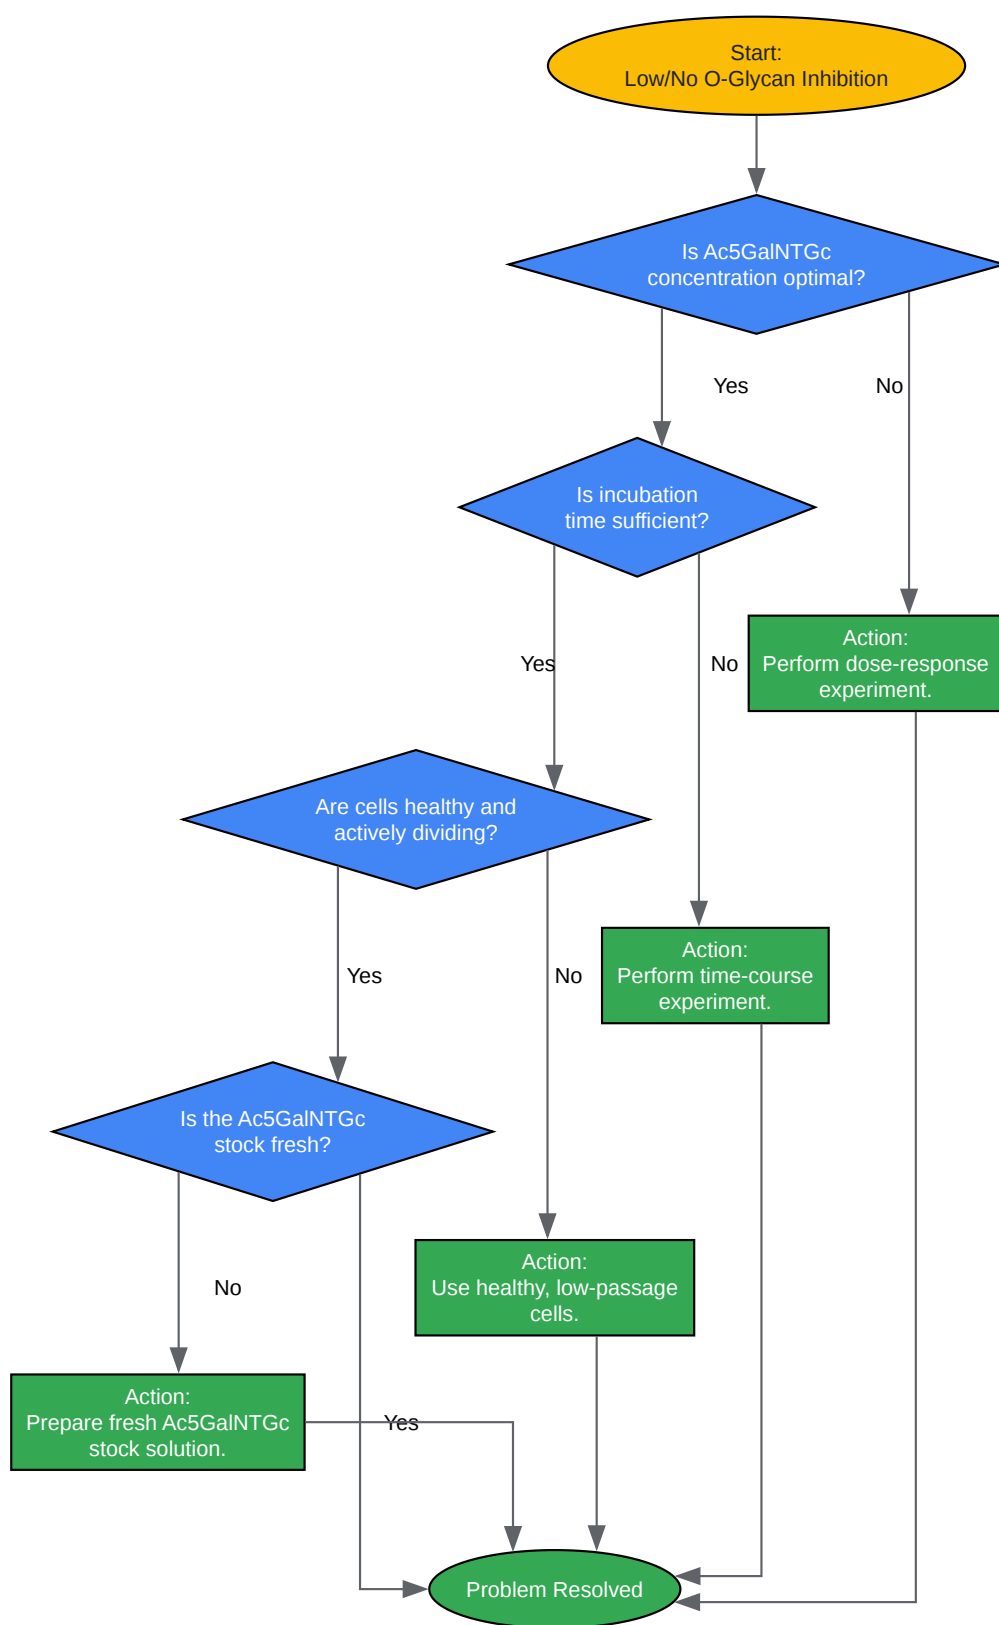 Start:
Low/No O-Glycan Inhibition
Is Ac5GalNTGc
concentration optimal?
Yes
No
Is incubation
time sufficient?
Action:
Perform dose-response
experiment.
Yes
No
Are cells healthy and
actively dividing?
Action:
Perform time-course
experiment.
Yes
No
Is the Ac5GalNTGc
stock fresh?
Action:
Use healthy, low-passage
cells.
No
Action:
Prepare fresh Ac5GalNTGc
stock solution.
Yes
Problem Resolved